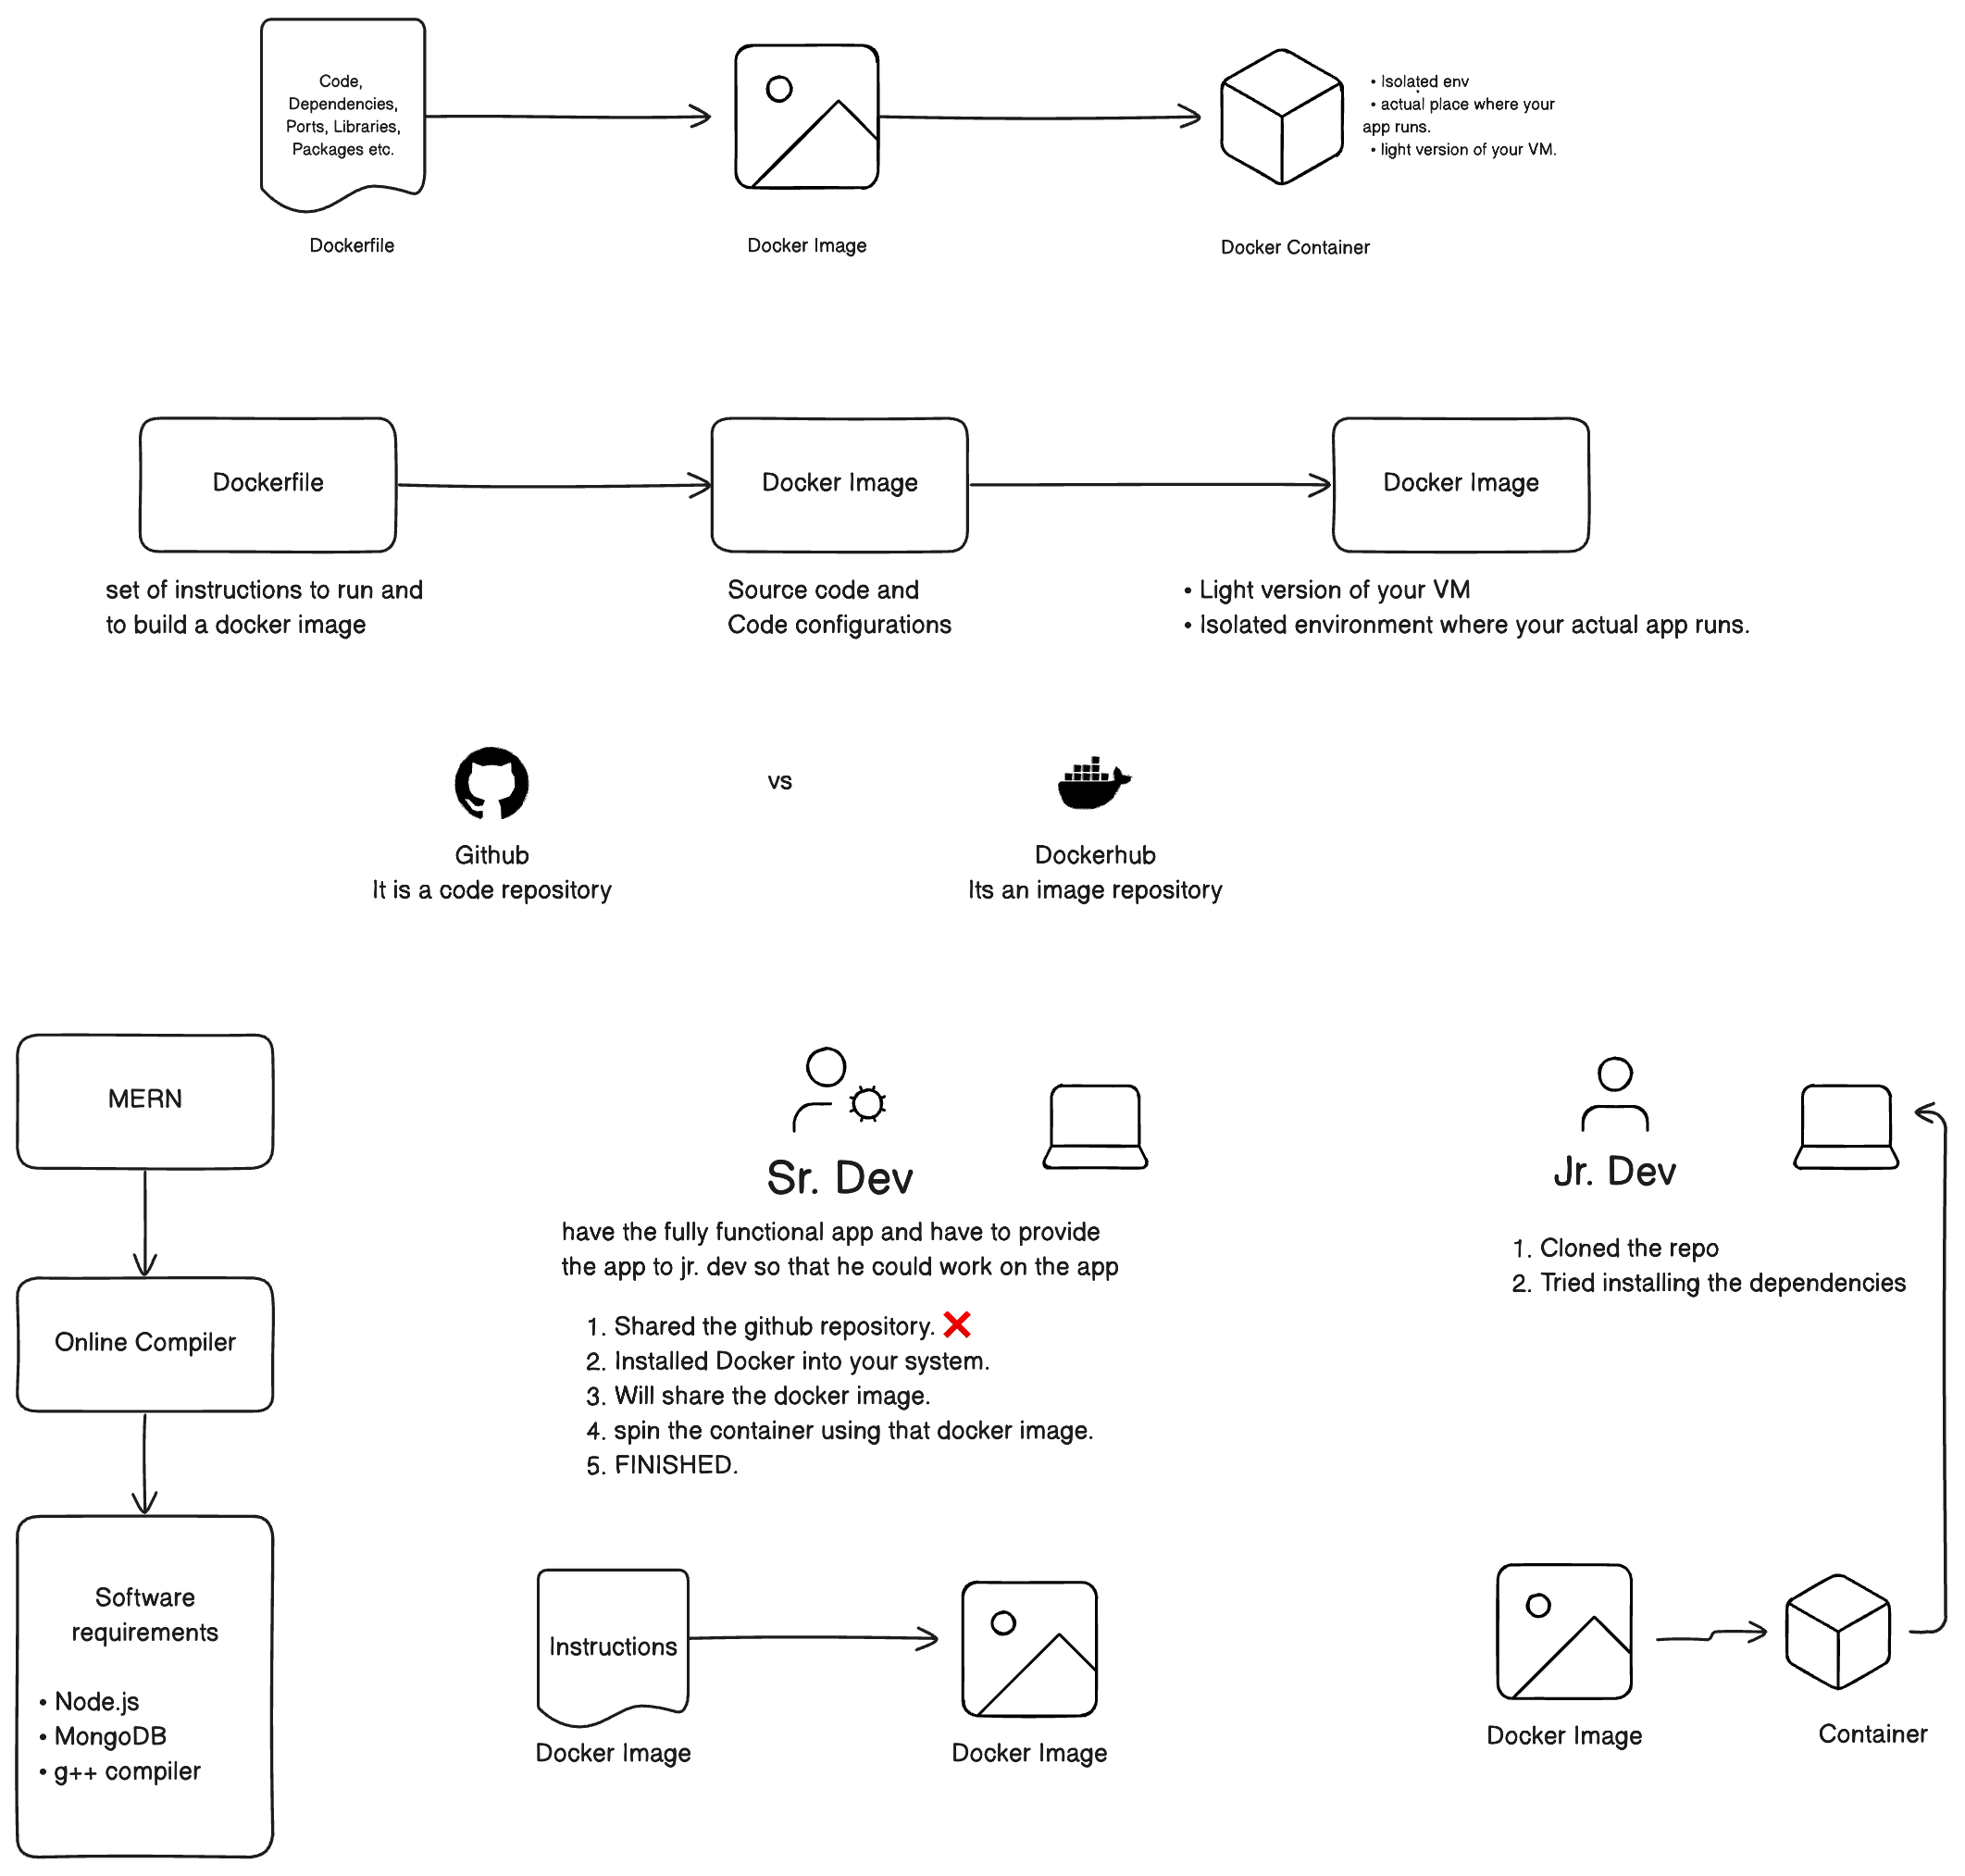 Code,
Dependencies,
Ports, Libraries,
Packages etc.
Dockerfile
Docker Image
• Isolated env
• actual place where your
app runs.
• light version of your VM.
Docker Container
Dockerfile
set of instructions to run and
to build a docker image
Docker Image
Source code and
Code configurations
Docker Image
• Light version of your VM
• Isolated environment where your actual app runs.
Github
It is a code repository
vs
Dockerhub
Its an image repository
MERN
Online Compiler
Software
requirements
• Node.js
• MongoDB
• g++ compiler
Sr. Dev
have the fully functional app and have to provide
the app to jr. dev so that he could work on the app
1. Shared the github repository. ❌
2. Installed Docker into your system.
3. Will share the docker image.
4. spin the container using that docker image.
5. FINISHED.
Instructions
Docker Image
Docker Image
Jr. Dev
1. Cloned the repo
2. Tried installing the dependencies
Docker Image
Container